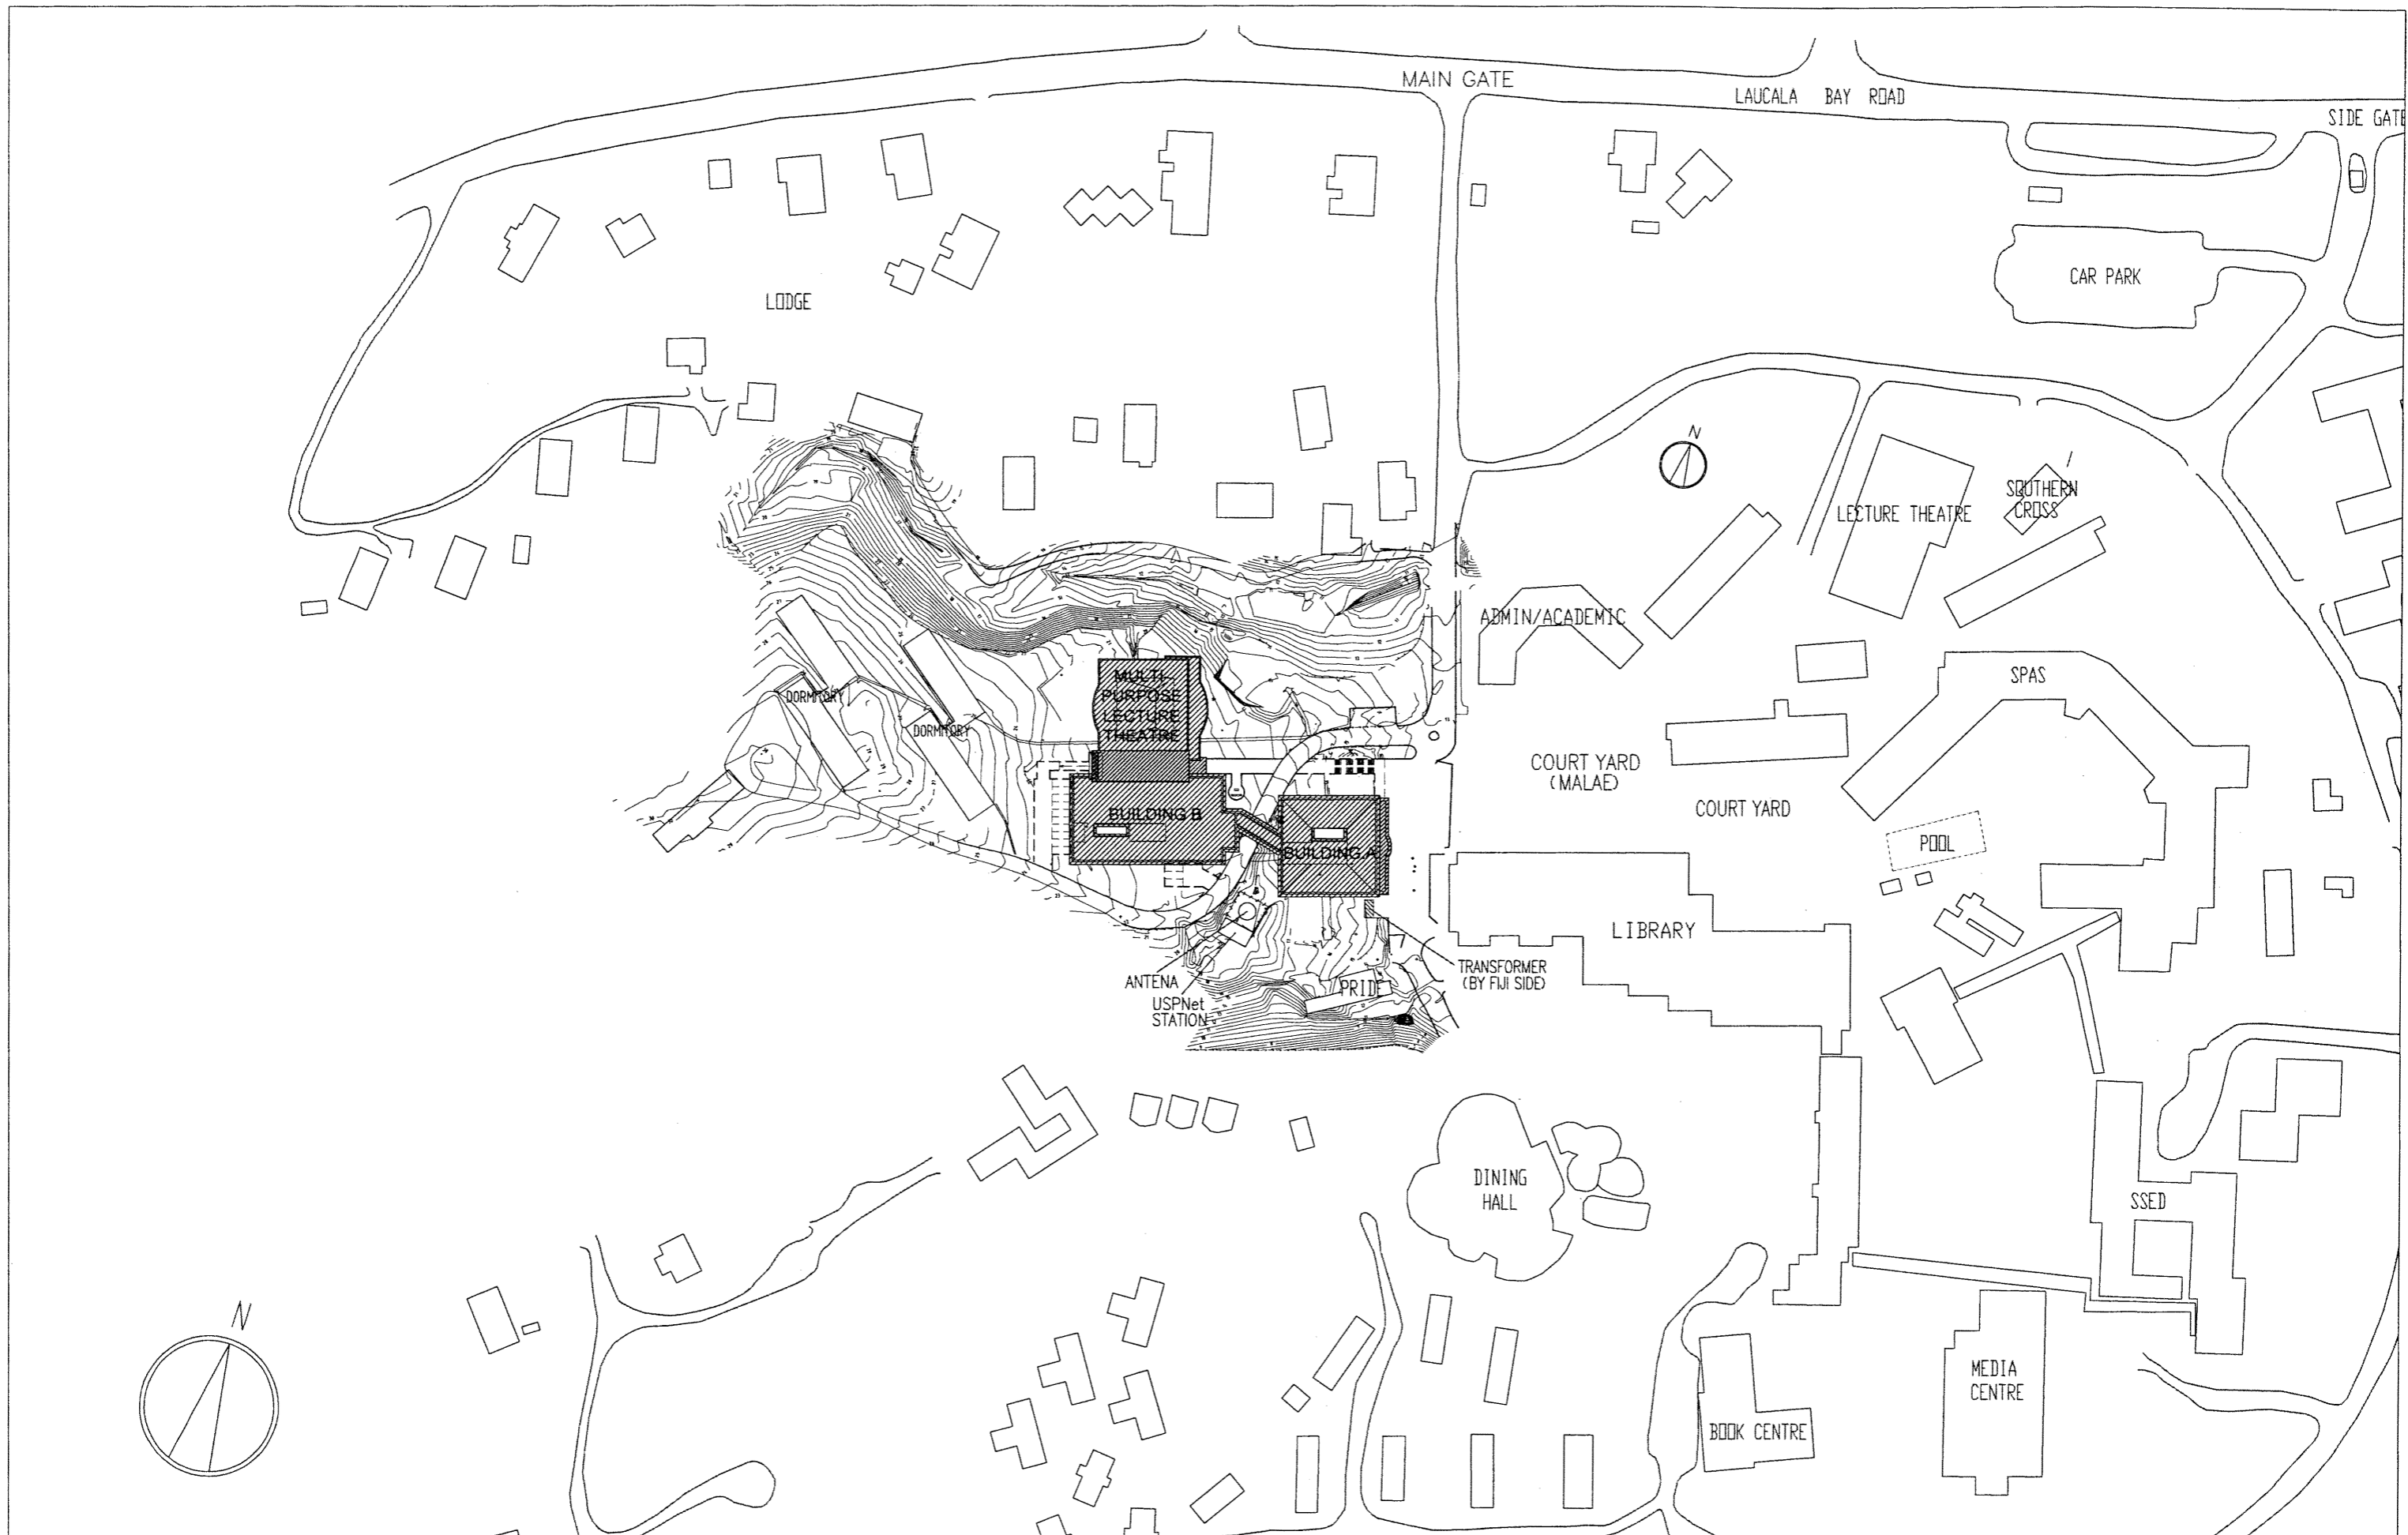 MAIN GATE
LAUCALA BAY ROAD
SIDE GATE
CAR PARK
LODGE
N
SOUTHERN
CROSS
LECTURE THEATRE
ADMIN/ACADEMIC
SPAS
MULTI-
PURPOSE
LECTURE
THEATRE
DORMITORY
DORMITORY
COURT YARD
(MALAE)
COURT YARD
BUILDING B
BUILDING A
POOL
LIBRARY
TRANSFORMER
(BY FIJI SIDE)
ANTENA
PRIDE
USPNet
STATION
DINING
HALL
SSED
N
MEDIA
CENTRE
BOOK CENTRE